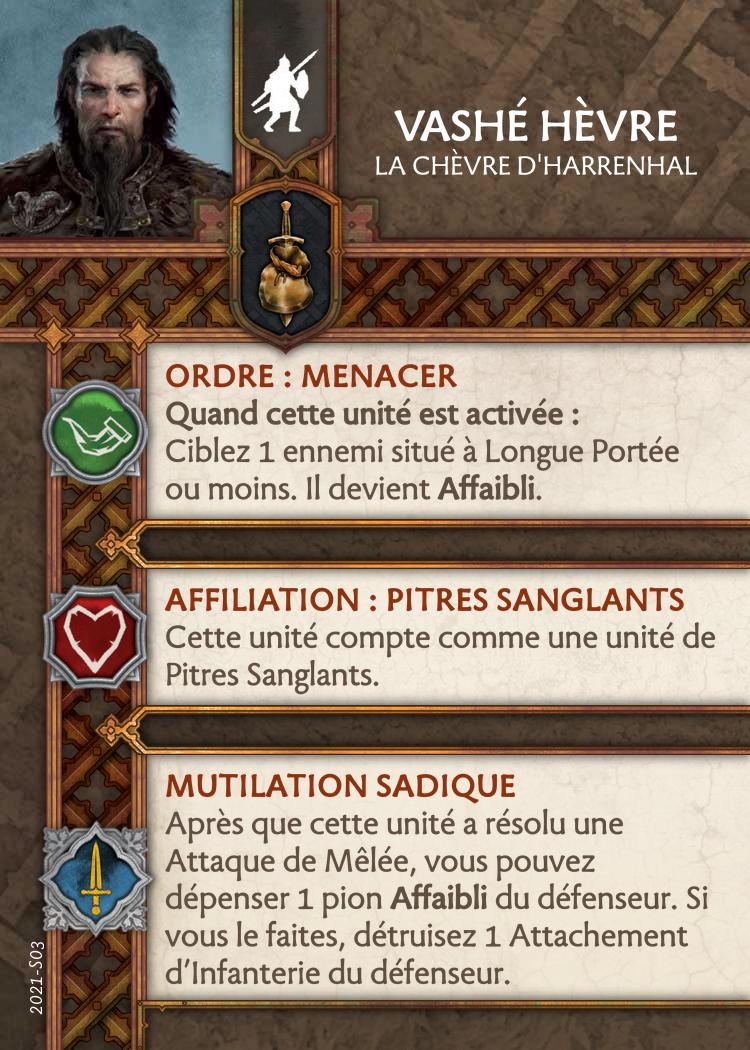 VASHÉ HÈVRE
LA CHÈVRE D'HARRENHAL
ORDRE : MENACER
Quand cette unité est activée :
Ciblez 1 ennemi situé à Longue Portée
ou moins. Il devient Affaibli.
AFFILIATION : PITRES SANGLANTS
Cette unité compte comme une unité de
Pitres Sanglants.
MUTILATION SADIQUE
Après que cette unité a résolu une
Attaque de Mêlée, vous pouvez
dépenser 1 pion Affaibli du défenseur. Si
vous le faites, détruisez 1 Attachement
d’Infanterie du défenseur.
2021-S03